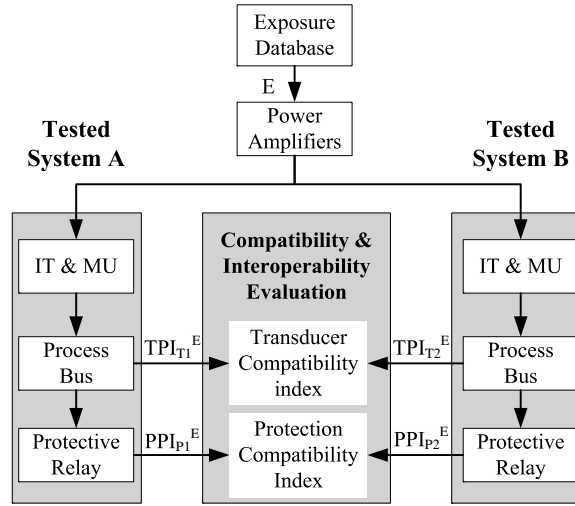 Exposure
Database
E
Power
Amplifiers
Tested
System A
Tested
System B
IT & MU
Process
Bus
Protective
Relay
Compatibility &
Interoperability
Evaluation
TPI_T1^E
Transducer
Compatibility
index
TPI_T2^E
PPI_P1^E
Protection
Compatibility
Index
PPI_P2^E
IT & MU
Process
Bus
Protective
Relay